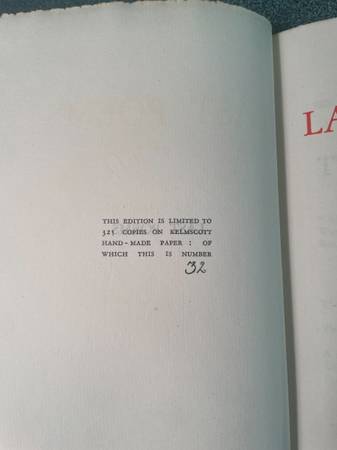 THIS EDITION IS LIMITED TO
325 COPIES ON KELMSCOTT
HAND-MADE PAPER : OF
WHICH THIS IS NUMBER
32
LA